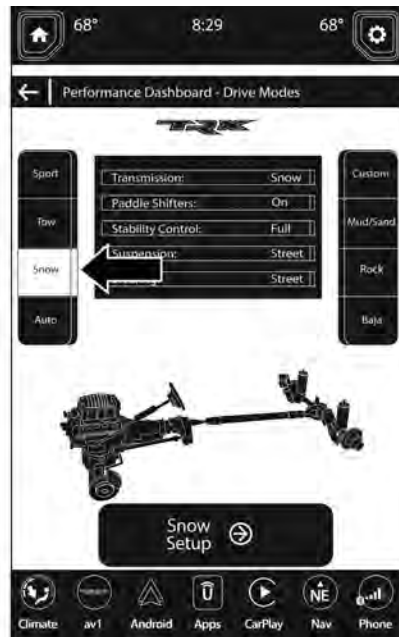 68° 8:29 68°
Performance Dashboard - Drive Modes
TRX
Sport
Tow
Snow
Auto
Transmission: Snow
Paddle Shifters: On
Stability Control: Full
Suspension: Street
Street
Custom
Mud/Sand
Rock
Baja
Snow
Setup
Climate av1 Android Apps CarPlay Nav Phone
NE